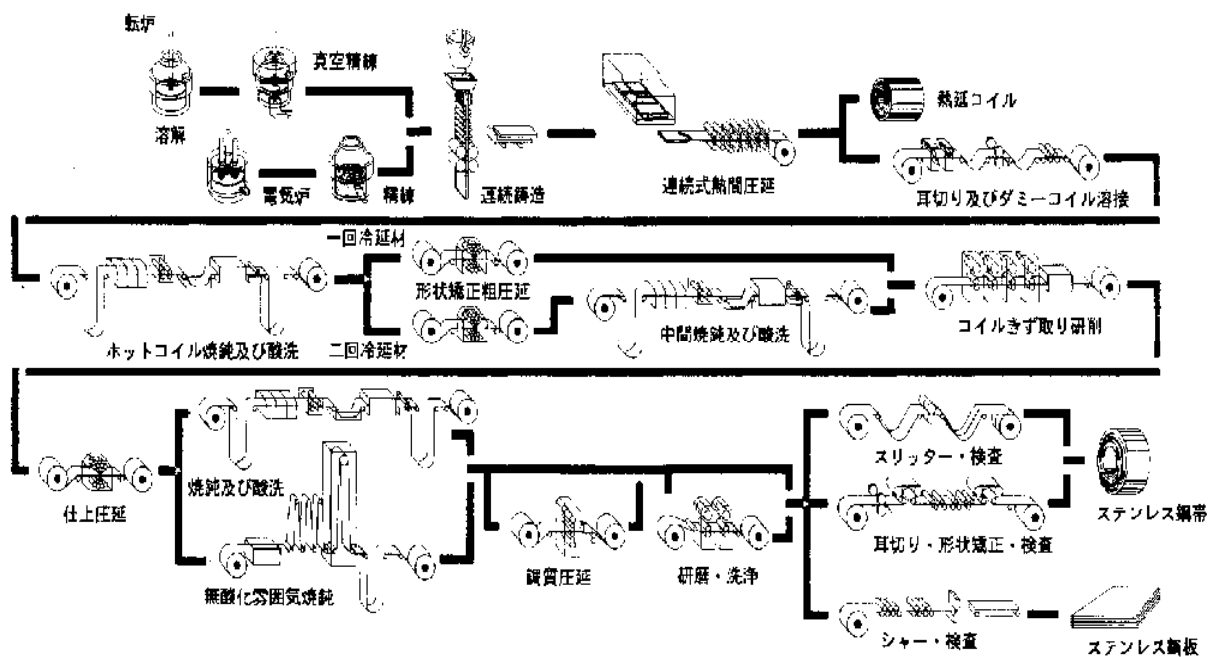 転炉
真空精練
溶解
電気炉
精練
連続鋳造
連続式熱間圧延
熱延コイル
耳切り及びダミーコイル溶接
一回冷延材
形状矯正粗圧延
二回冷延材
ホットコイル焼鈍及び酸洗
中間焼鈍及び酸洗
コイルきず取り研削
仕上圧延
焼鈍及び酸洗
無酸化雰囲気焼鈍
調質圧延
研磨・洗浄
スリッター・検査
耳切り・形状矯正・検査
シャー・検査
ステンレス鋼帯
ステンレス鋼板